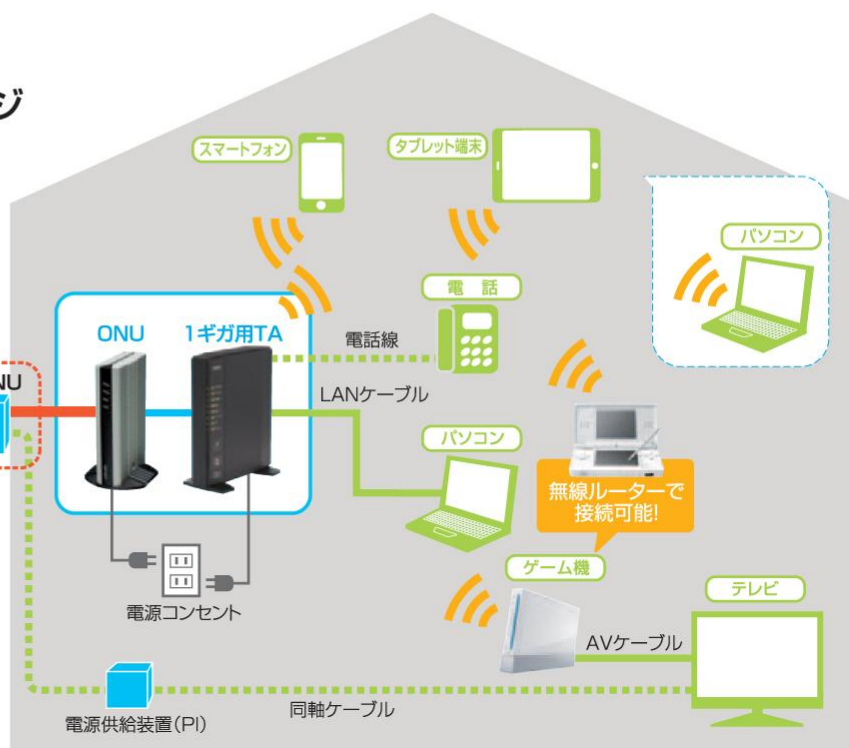 ジ
スマートフォン
タブレット端末
パソコン
電話
ONU
1ギガ用TA
電話線
NU
LANケーブル
パソコン
無線ルーターで
接続可能!
ゲーム機
テレビ
電源コンセント
AVケーブル
同軸ケーブル
電源供給装置(PI)